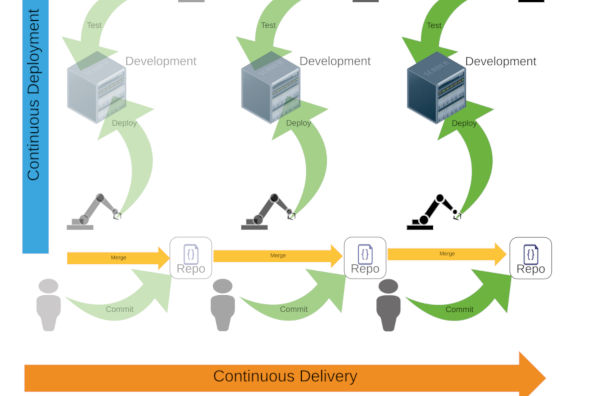 Continuous Deployment
Test
Test
Test
Development
Development
Development
Deploy
Deploy
Deploy
Merge
Merge
Merge
{}
{}
{}
Repo
Repo
Repo
Commit
Commit
Commit
Continuous Delivery